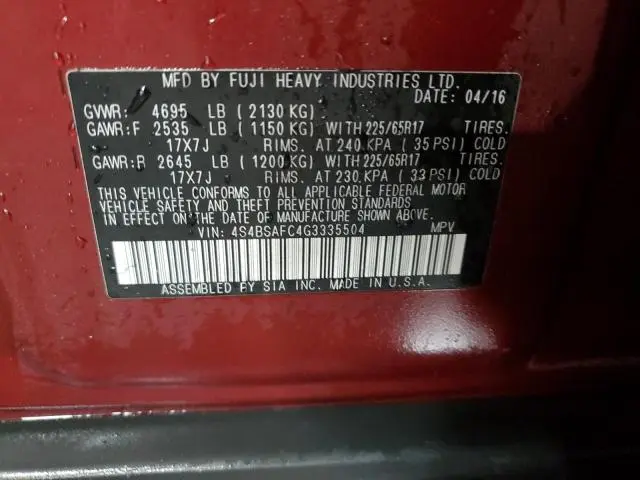 MFD BY FUJI HEAVY INDUSTRIES LTD.
DATE: 04/16
GVWR: 4695 LB ( 2130 KG)
GAWR:F 2535 LB ( 1150 KG) WITH 225/65R17 TIRES.
17X7J RIMS. AT 240 KPA ( 35 PSI) COLD
GAWR:R 2645 LB ( 1200 KG) WITH 225/65R17 TIRES.
17X7J RIMS. AT 230 KPA ( 33 PSI) COLD
THIS VEHICLE CONFORMS TO ALL APPLICABLE FEDERAL MOTOR
VEHICLE SAFETY AND THEFT PREVENTION STANDARDS
IN EFFECT ON THE DATE OF MANUFACTURE SHOWN ABOVE.
VIN: 4S4BSAFC4G3335504 MPV
ASSEMBLED BY SIA INC. MADE IN U.S.A.